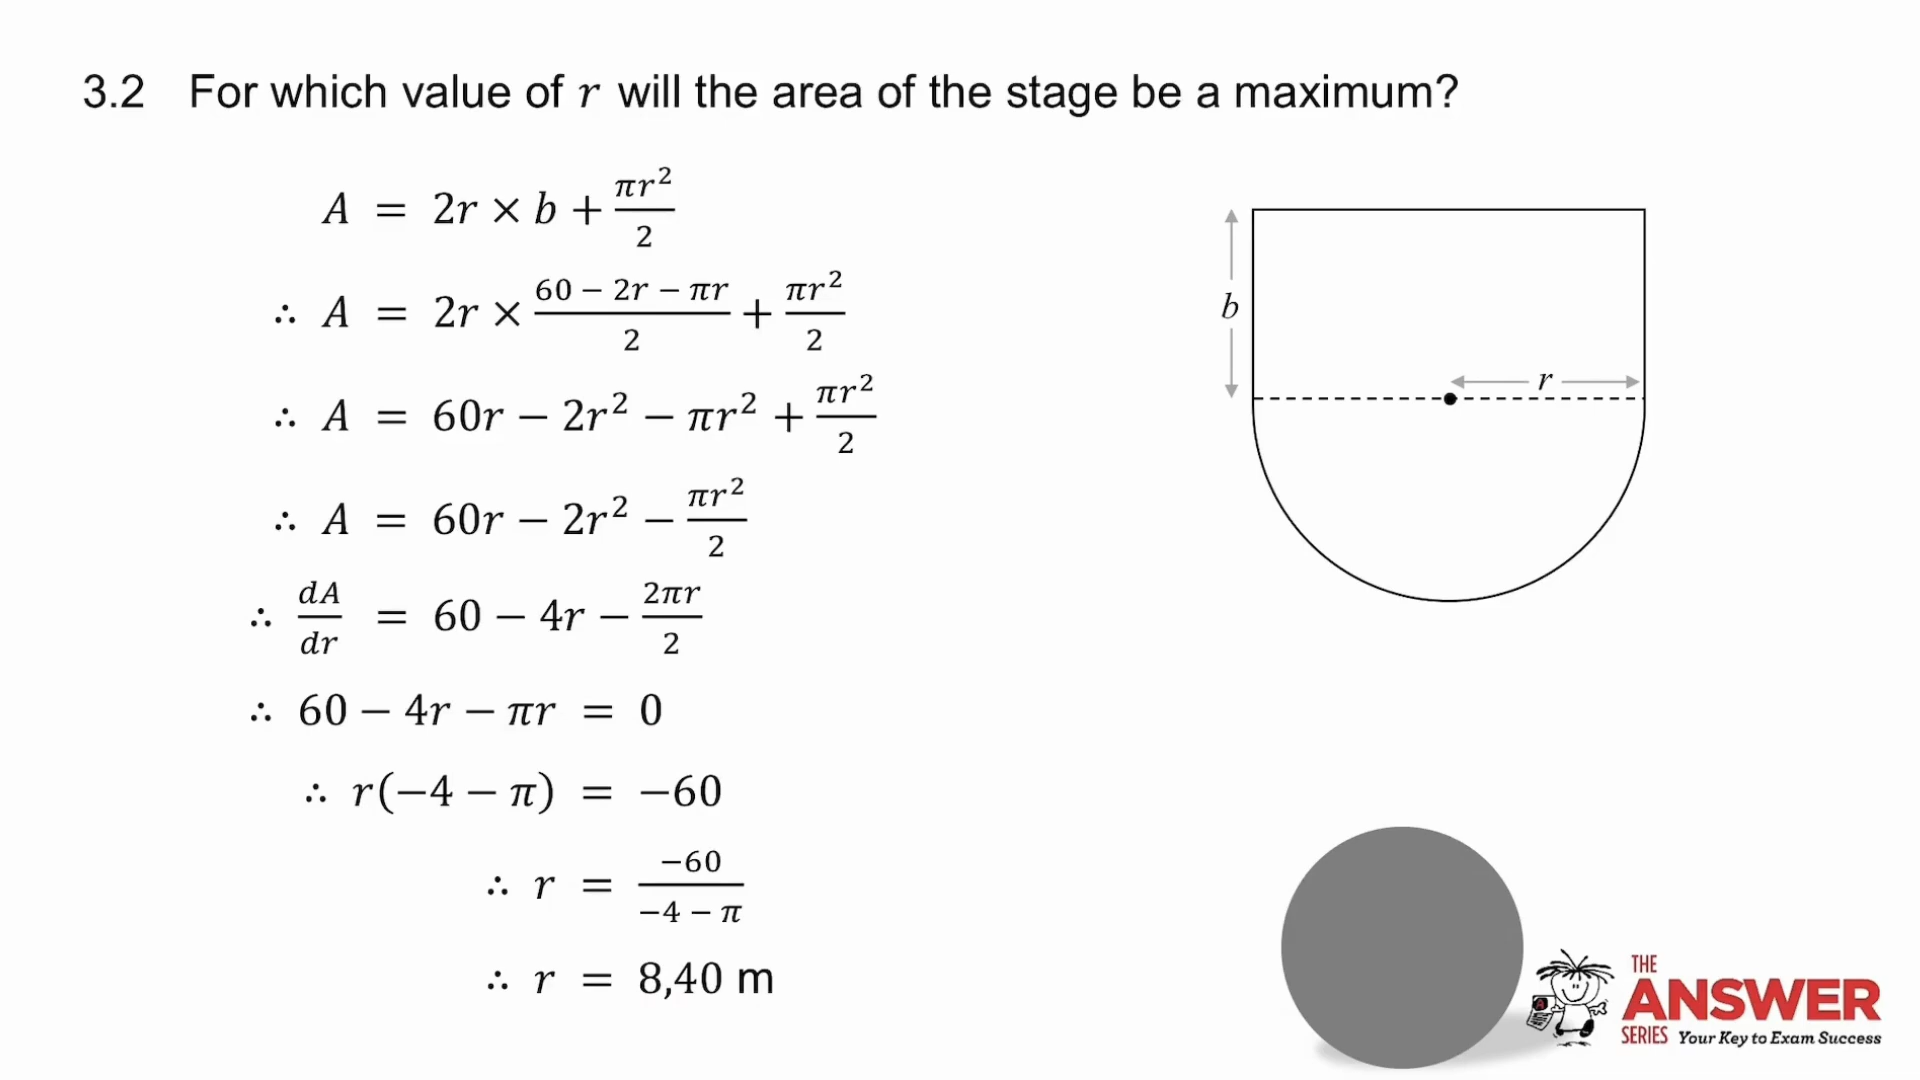 3.2 For which value of r will the area of the stage be a maximum?
A = 2r × b + πr²/2
∴ A = 2r × (60 − 2r − πr)/2 + πr²/2
∴ A = 60r − 2r² − πr² + πr²/2
∴ A = 60r − 2r² − πr²/2
∴ dA/dr = 60 − 4r − 2πr/2
∴ 60 − 4r − πr = 0
∴ r(−4 − π) = −60
∴ r = −60/(−4 − π)
∴ r = 8,40 m
b
r
THE
ANSWER
SERIES Your Key to Exam Success